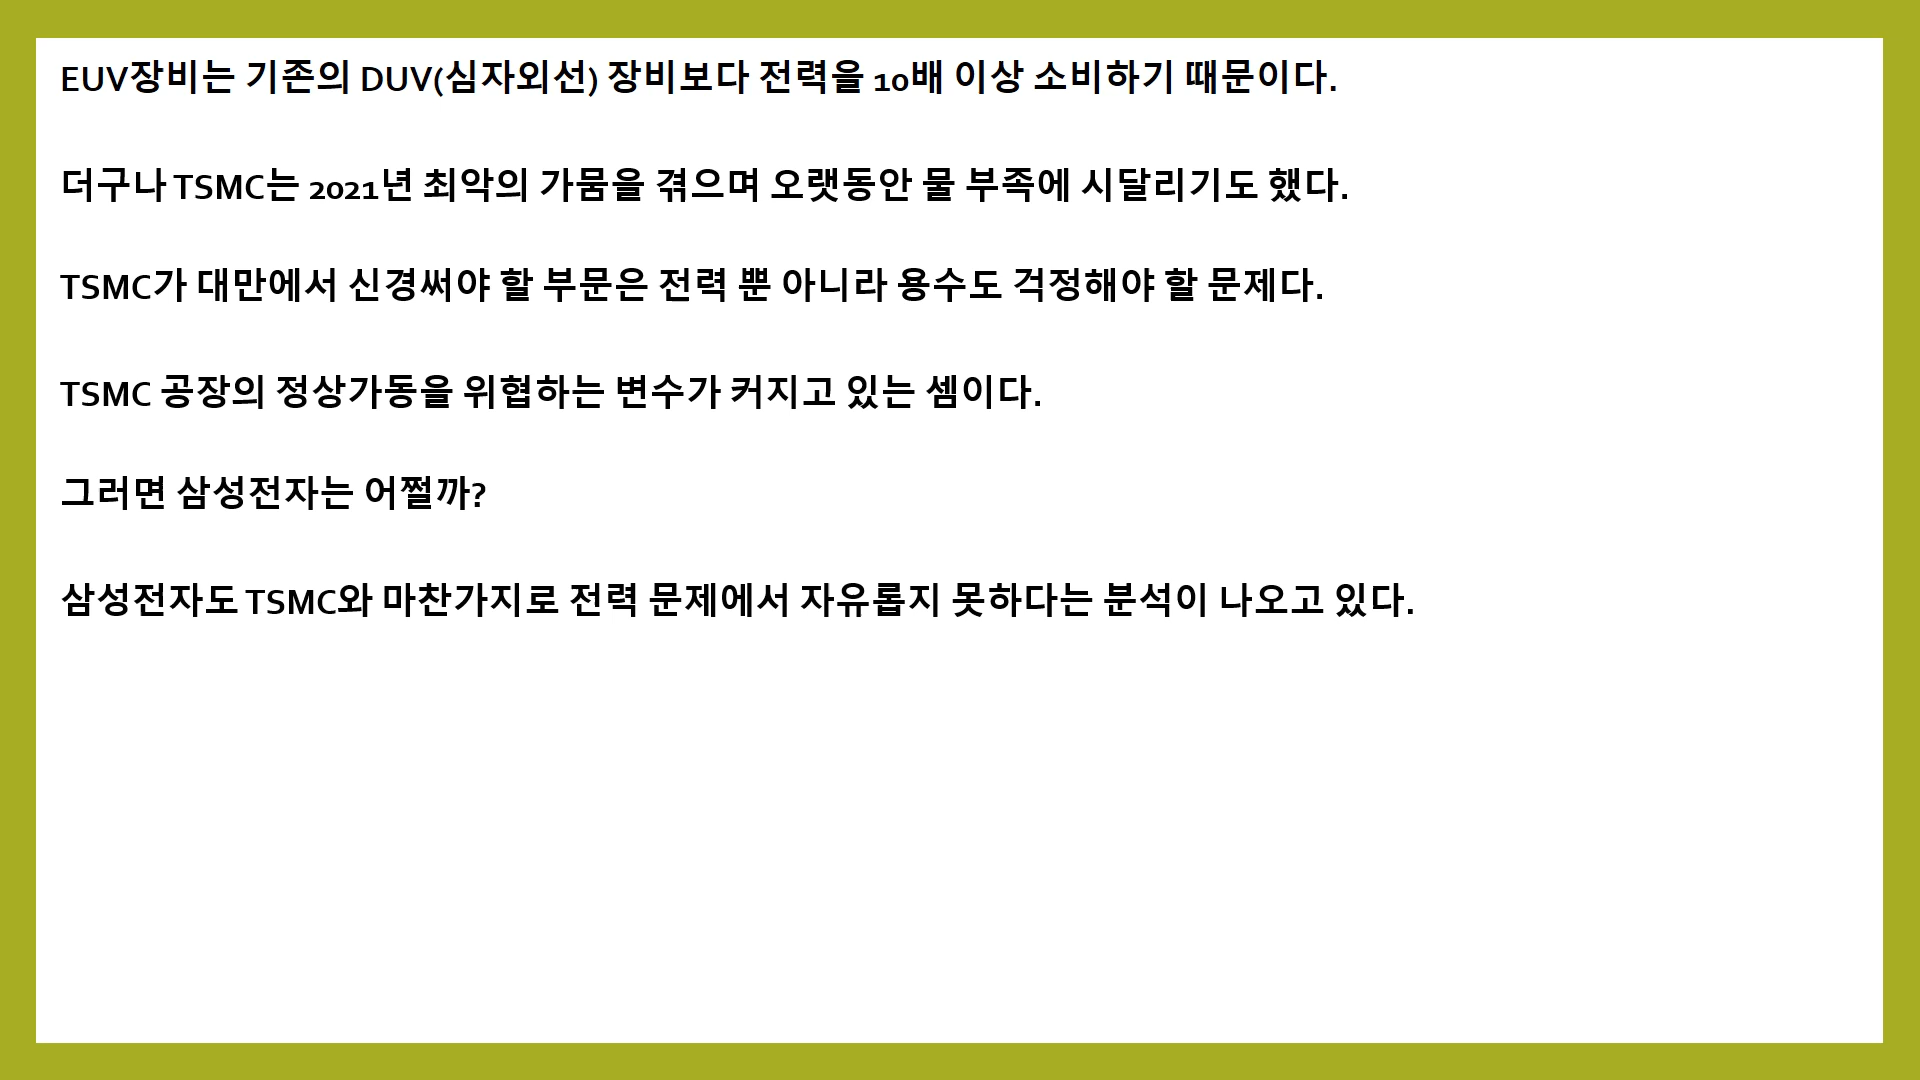 EUV장비는 기존의 DUV(심자외선) 장비보다 전력을 10배 이상 소비하기 때문이다.
더구나 TSMC는 2021년 최악의 가뭄을 겪으며 오랫동안 물 부족에 시달리기도 했다.
TSMC가 대만에서 신경써야 할 부문은 전력 뿐 아니라 용수도 걱정해야 할 문제다.
TSMC 공장의 정상가동을 위협하는 변수가 커지고 있는 셈이다.
그러면 삼성전자는 어쩔까?
삼성전자도 TSMC와 마찬가지로 전력 문제에서 자유롭지 못하다는 분석이 나오고 있다.